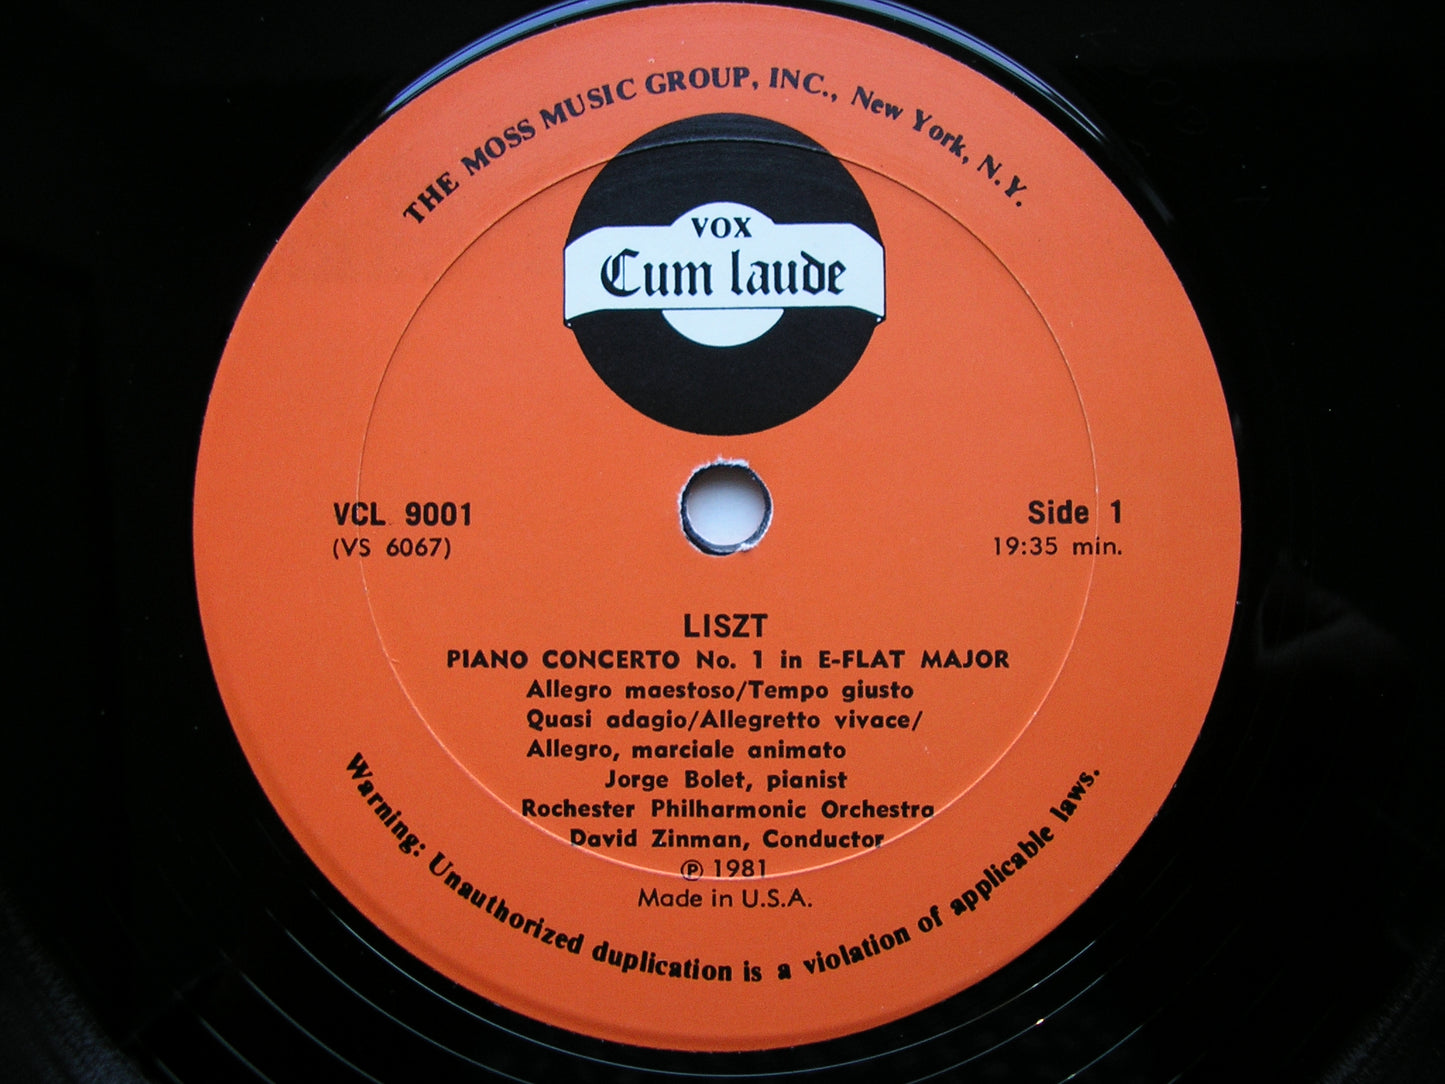 THE MOSS MUSIC GROUP, INC., New York, N.Y.
VOX
Cum laude
VCL 9001
(VS 6067)
Side 1
19:35 min.
LISZT
PIANO CONCERTO No. 1 in E-FLAT MAJOR
Allegro maestoso/Tempo giusto
Quasi adagio/Allegretto vivace/
Allegro, marciale animato
Jorge Bolet, pianist
Rochester Philharmonic Orchestra
David Zinman, Conductor
℗ 1981
Made in U.S.A.
Warning: Unauthorized duplication is a violation of applicable laws.